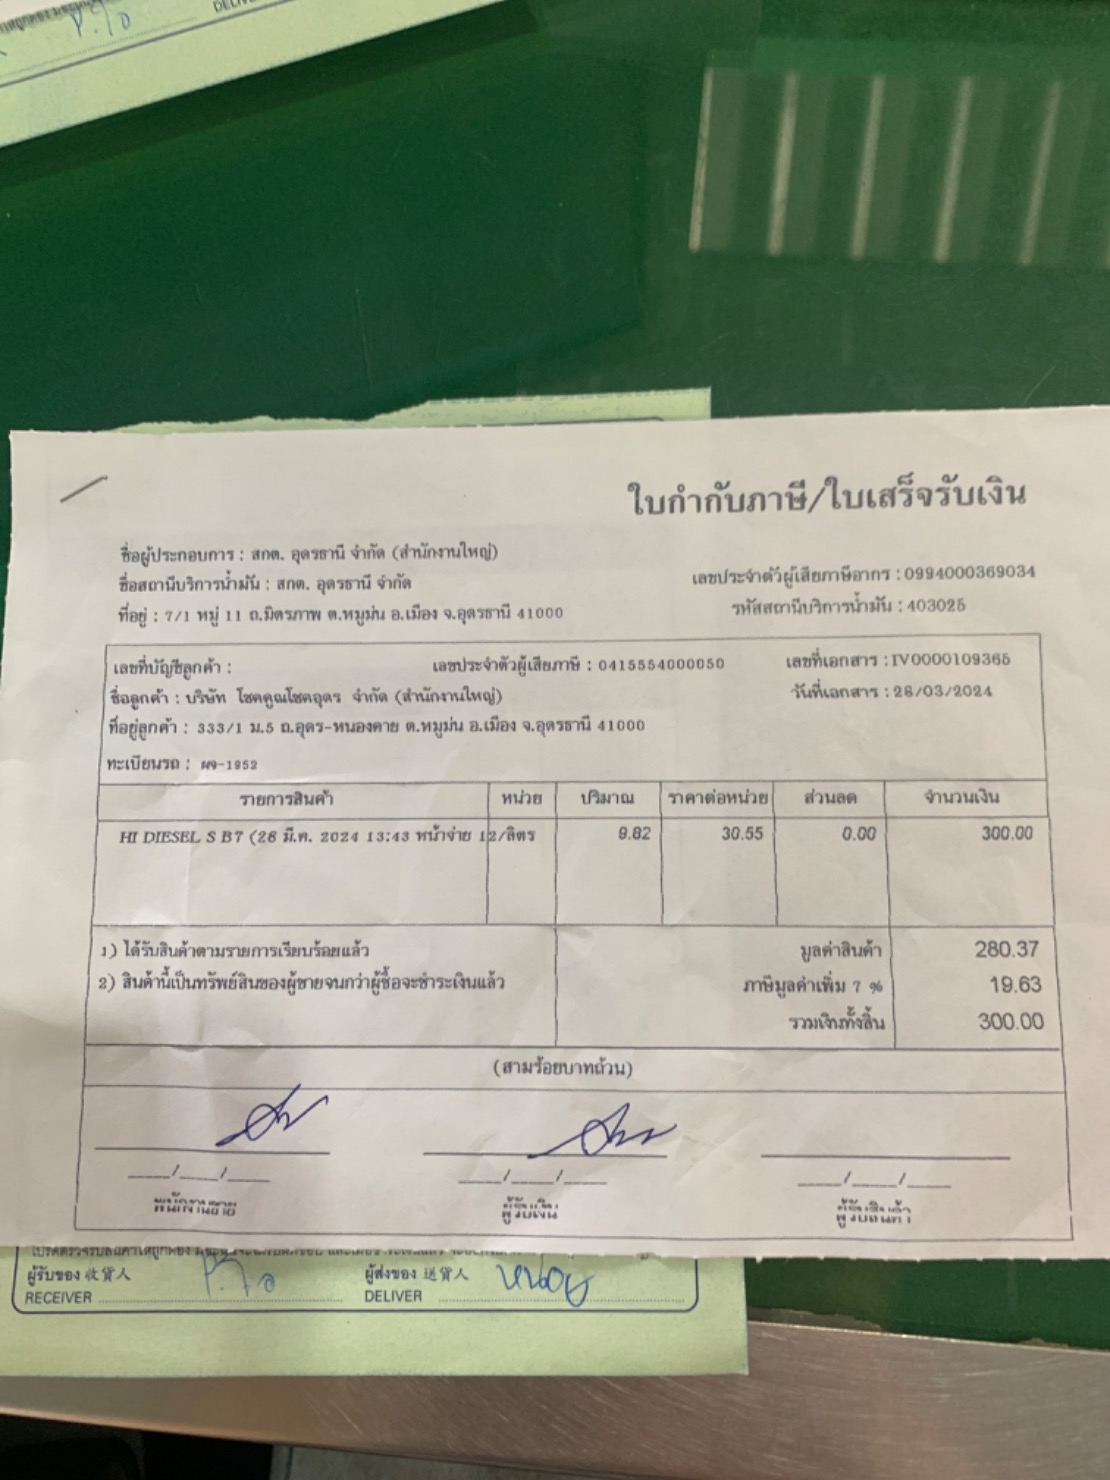 ใบกำกับภาษี/ใบเสร็จรับเงิน
ชื่อผู้ประกอบการ : สกต. อุดรธานี จำกัด (สำนักงานใหญ่)
ชื่อสถานีบริการน้ำมัน : สกต. อุดรธานี จำกัด
เลขประจำตัวผู้เสียภาษีอากร : 0994000369034
ที่อยู่ : 7/1 หมู่ 11 ถ.มิตรภาพ ต.หมูม่น อ.เมือง จ.อุดรธานี 41000
รหัสสถานีบริการน้ำมัน : 403025
เลขที่บัญชีลูกค้า : เลขประจำตัวผู้เสียภาษี : 0415554000050 เลขที่เอกสาร : IV0000109365
ชื่อลูกค้า : บริษัท โชคคูณโชคอุดร จำกัด (สำนักงานใหญ่) วันที่เอกสาร : 28/03/2024
ที่อยู่ลูกค้า : 333/1 ม.5 ถ.อุดร-หนองคาย ต.หมูม่น อ.เมือง จ.อุดรธานี 41000
ทะเบียนรถ : ผ9-1952
รายการสินค้า หน่วย ปริมาณ ราคาต่อหน่วย ส่วนลด จำนวนเงิน
HI DIESEL S B7 (28 มี.ค. 2024 13:43 หน้าจ่าย 12/ลิตร 9.82 30.55 0.00 300.00
1) ได้รับสินค้าตามรายการเรียบร้อยแล้ว มูลค่าสินค้า 280.37
2) สินค้านี้เป็นทรัพย์สินของผู้ขายจนกว่าผู้ซื้อจะชำระเงินแล้ว ภาษีมูลค่าเพิ่ม 7 % 19.63
รวมเงินทั้งสิ้น 300.00
(สามร้อยบาทถ้วน)
___/___/___ ___/___/___ ___/___/___
พนักงานขาย ผู้รับเงิน ผู้รับสินค้า
ผู้รับของ 收貨人 ผู้ส่งของ 送貨人
RECEIVER DELIVER